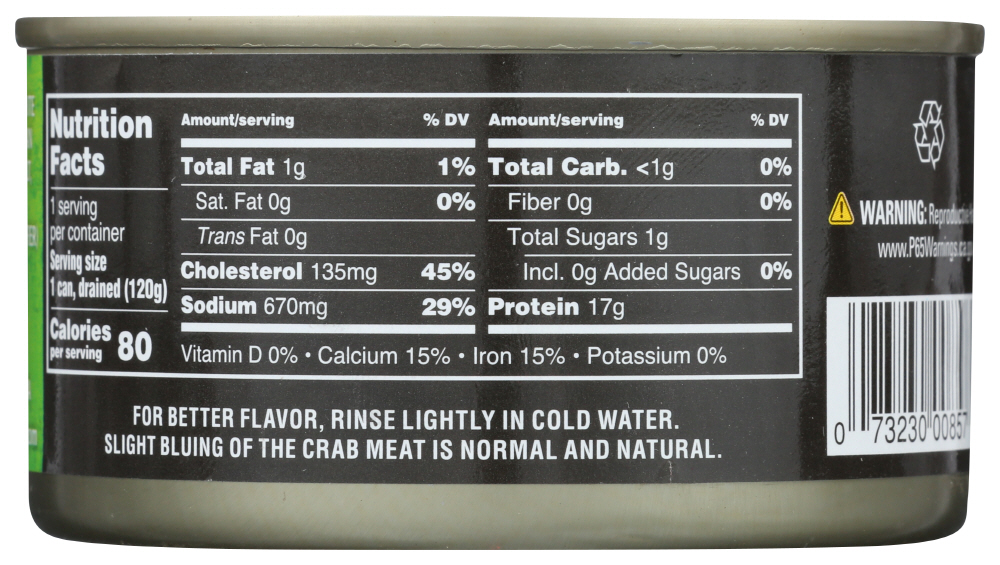 Nutrition
Facts
1 serving
per container
Serving size
1 can, drained (120g)
Calories
per serving 80
Amount/serving % DV
Total Fat 1g 1%
Sat. Fat 0g 0%
Trans Fat 0g
Cholesterol 135mg 45%
Sodium 670mg 29%
Amount/serving % DV
Total Carb. <1g 0%
Fiber 0g 0%
Total Sugars 1g
Incl. 0g Added Sugars 0%
Protein 17g
Vitamin D 0% • Calcium 15% • Iron 15% • Potassium 0%
FOR BETTER FLAVOR, RINSE LIGHTLY IN COLD WATER.
SLIGHT BLUING OF THE CRAB MEAT IS NORMAL AND NATURAL.
WARNING: Reproductive
www.P65Warnings.ca.g
0 73230 00857